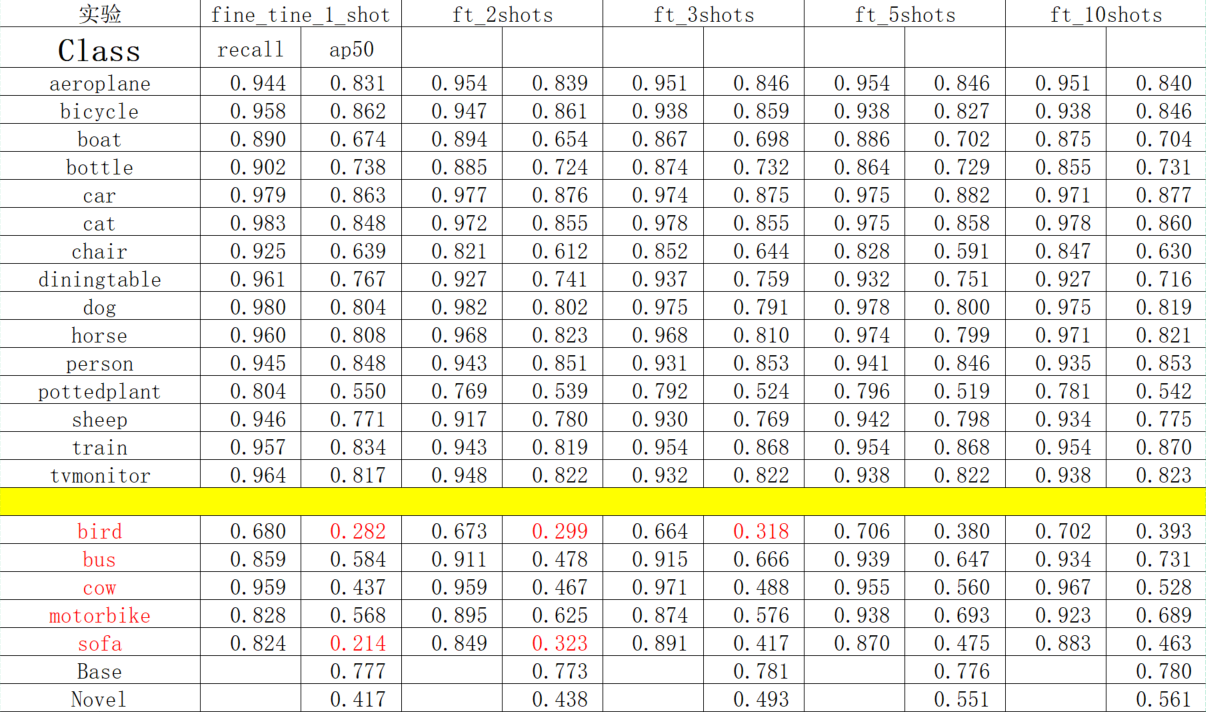 实验 fine_tine_1_shot ft_2shots ft_3shots ft_5shots ft_10shots
Class recall ap50
aeroplane 0.944 0.831 0.954 0.839 0.951 0.846 0.954 0.846 0.951 0.840
bicycle 0.958 0.862 0.947 0.861 0.938 0.859 0.938 0.827 0.938 0.846
boat 0.890 0.674 0.894 0.654 0.867 0.698 0.886 0.702 0.875 0.704
bottle 0.902 0.738 0.885 0.724 0.874 0.732 0.864 0.729 0.855 0.731
car 0.979 0.863 0.977 0.876 0.974 0.875 0.975 0.882 0.971 0.877
cat 0.983 0.848 0.972 0.855 0.978 0.855 0.975 0.858 0.978 0.860
chair 0.925 0.639 0.821 0.612 0.852 0.644 0.828 0.591 0.847 0.630
diningtable 0.961 0.767 0.927 0.741 0.937 0.759 0.932 0.751 0.927 0.716
dog 0.980 0.804 0.982 0.802 0.975 0.791 0.978 0.800 0.975 0.819
horse 0.960 0.808 0.968 0.823 0.968 0.810 0.974 0.799 0.971 0.821
person 0.945 0.848 0.943 0.851 0.931 0.853 0.941 0.846 0.935 0.853
pottedplant 0.804 0.550 0.769 0.539 0.792 0.524 0.796 0.519 0.781 0.542
sheep 0.946 0.771 0.917 0.780 0.930 0.769 0.942 0.798 0.934 0.775
train 0.957 0.834 0.943 0.819 0.954 0.868 0.954 0.868 0.954 0.870
tvmonitor 0.964 0.817 0.948 0.822 0.932 0.822 0.938 0.822 0.938 0.823
bird 0.680 0.282 0.673 0.299 0.664 0.318 0.706 0.380 0.702 0.393
bus 0.859 0.584 0.911 0.478 0.915 0.666 0.939 0.647 0.934 0.731
cow 0.959 0.437 0.959 0.467 0.971 0.488 0.955 0.560 0.967 0.528
motorbike 0.828 0.568 0.895 0.625 0.874 0.576 0.938 0.693 0.923 0.689
sofa 0.824 0.214 0.849 0.323 0.891 0.417 0.870 0.475 0.883 0.463
Base 0.777 0.773 0.781 0.776 0.780
Novel 0.417 0.438 0.493 0.551 0.561